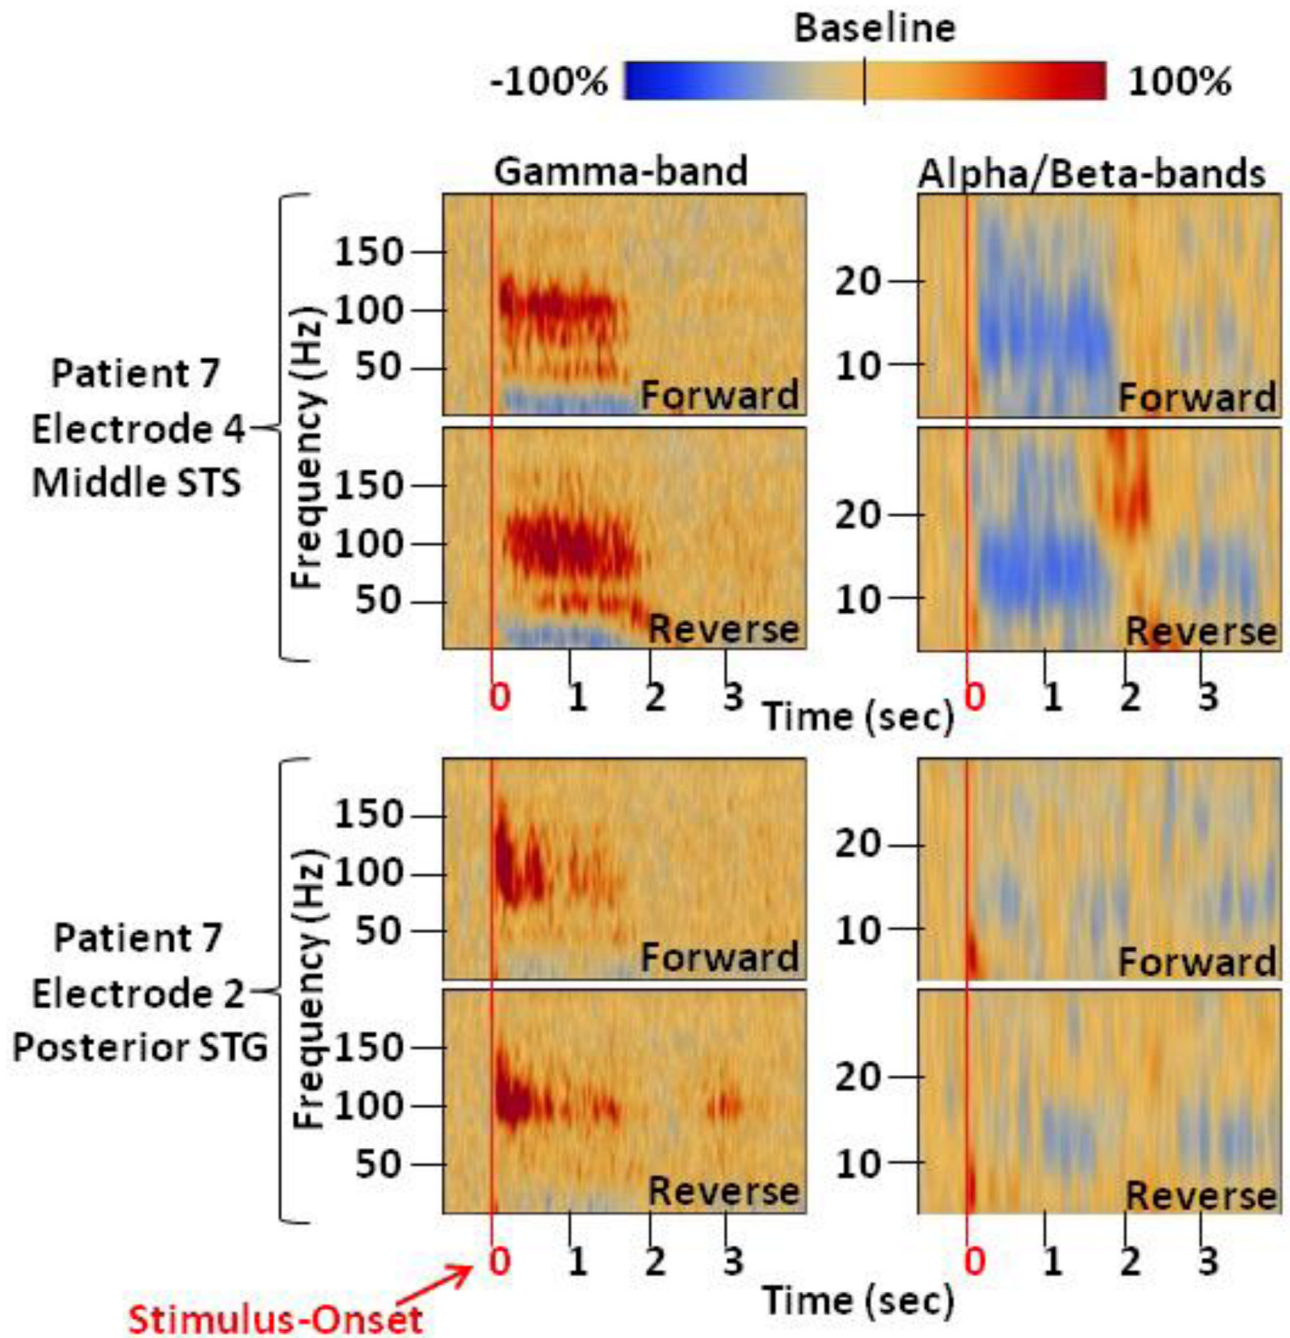 Baseline
-100% 100%
Gamma-band Alpha/Beta-bands
Patient 7
Electrode 4
Middle STS
Frequency (Hz)
150
100
50
Forward
20
10
Forward
150
100
50
Reverse
20
10
Reverse
0 1 2 3
0 1 2 3
Time (sec)
Patient 7
Electrode 2
Posterior STG
Frequency (Hz)
150
100
50
Forward
20
10
Forward
150
100
50
Reverse
20
10
Reverse
0 1 2 3
0 1 2 3
Time (sec)
Stimulus-Onset